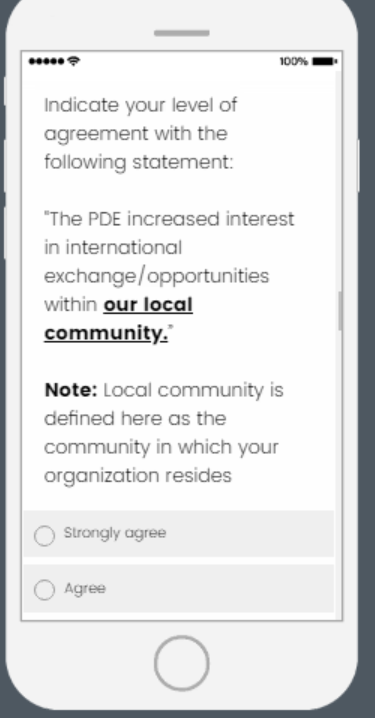 100%
Indicate your level of
agreement with the
following statement:
"The PDE increased interest
in international
exchange/opportunities
within our local
community."
Note: Local community is
defined here as the
community in which your
organization resides
Strongly agree
Agree